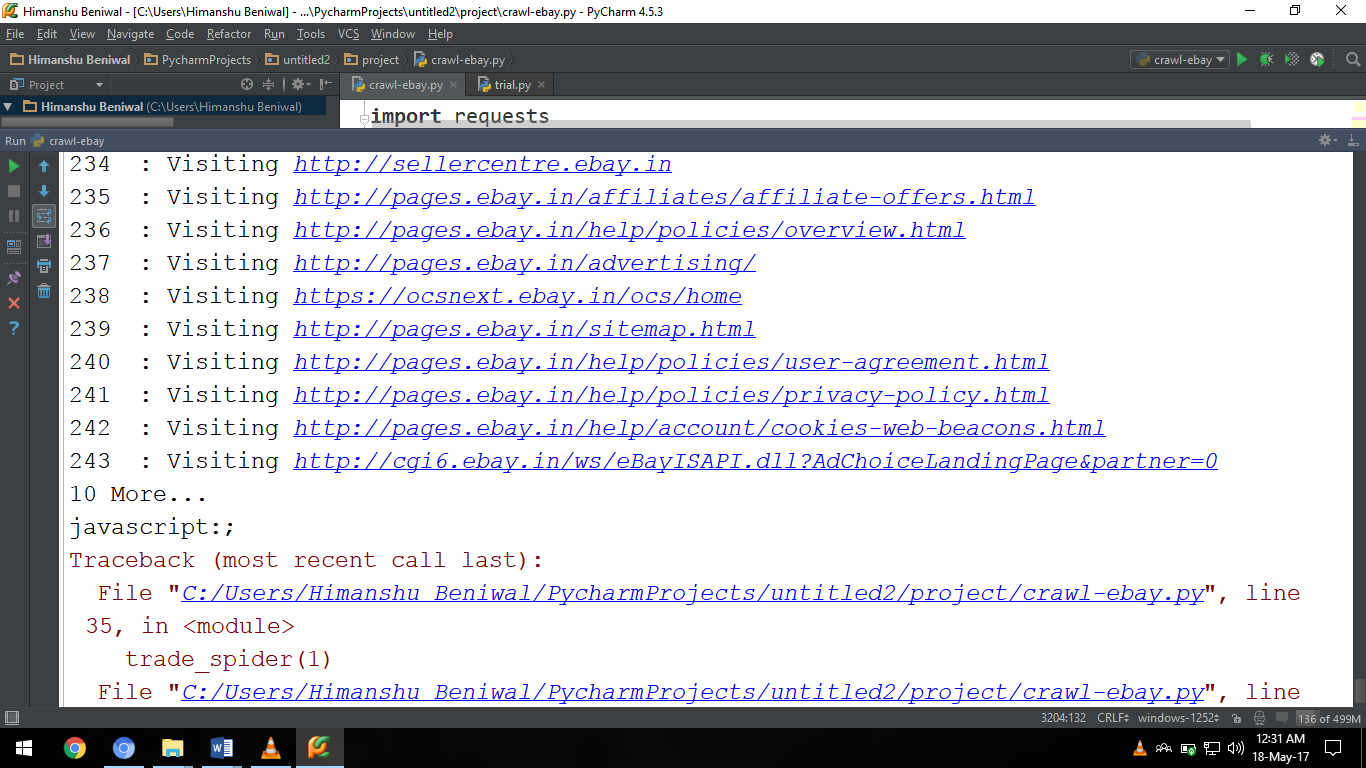 Himanshu Beniwal - [C:\Users\Himanshu Beniwal] - ...\PycharmProjects\untitled2\project\crawl-ebay.py - PyCharm 4.5.3
File Edit View Navigate Code Refactor Run Tools VCS Window Help
Himanshu Beniwal PycharmProjects untitled2 project crawl-ebay.py crawl-ebay
Project crawl-ebay.py trial.py
Himanshu Beniwal (C:\Users\Himanshu Beniwal)
import requests
Run crawl-ebay
234 : Visiting http://sellercentre.ebay.in
235 : Visiting http://pages.ebay.in/affiliates/affiliate-offers.html
236 : Visiting http://pages.ebay.in/help/policies/overview.html
237 : Visiting http://pages.ebay.in/advertising/
238 : Visiting https://ocsnext.ebay.in/ocs/home
239 : Visiting http://pages.ebay.in/sitemap.html
240 : Visiting http://pages.ebay.in/help/policies/user-agreement.html
241 : Visiting http://pages.ebay.in/help/policies/privacy-policy.html
242 : Visiting http://pages.ebay.in/help/account/cookies-web-beacons.html
243 : Visiting http://cgi6.ebay.in/ws/eBayISAPI.dll?AdChoiceLandingPage&partner=0
10 More...
javascript:;
Traceback (most recent call last):
File "C:/Users/Himanshu Beniwal/PycharmProjects/untitled2/project/crawl-ebay.py", line
35, in <module>
trade_spider(1)
File "C:/Users/Himanshu Beniwal/PycharmProjects/untitled2/project/crawl-ebay.py", line
3204:132 CRLF windows-1252 136 of 499M
12:31 AM
18-May-17